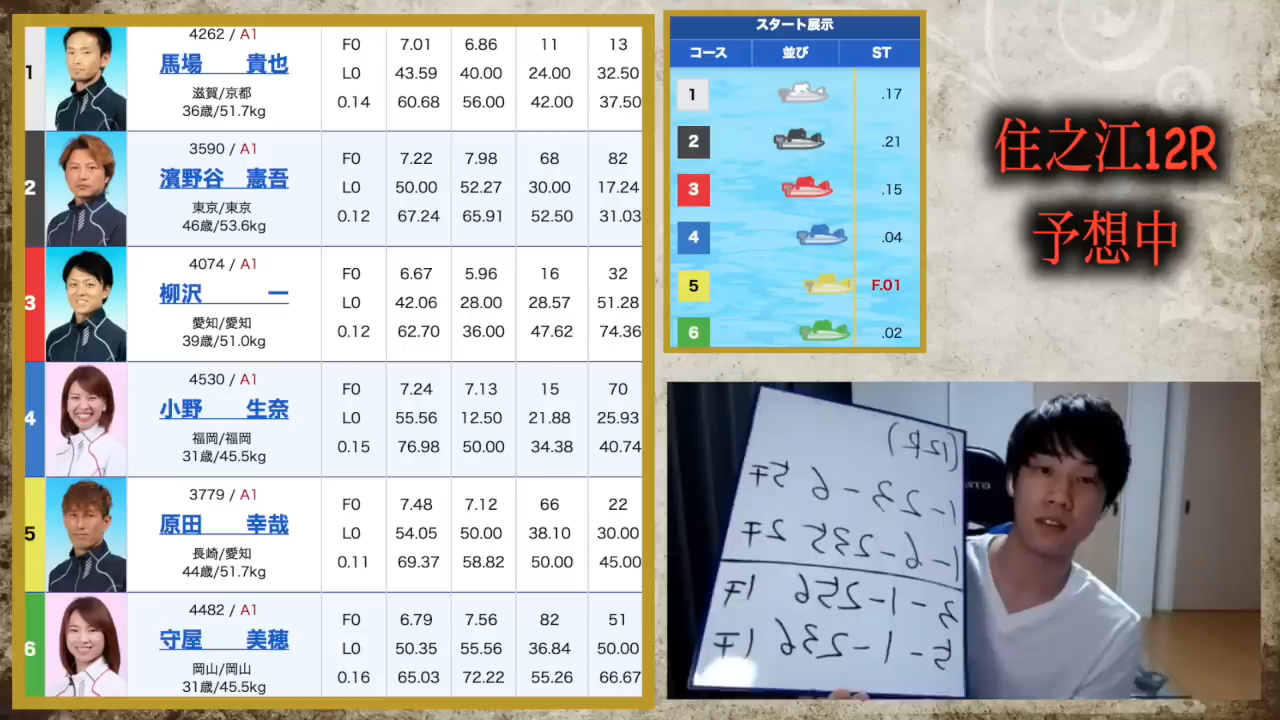 1
4262 / A1
馬場 貴也
滋賀/京都
36歳/51.7kg
F0 7.01 6.86 11 13
L0 43.59 40.00 24.00 32.50
0.14 60.68 56.00 42.00 37.50
2
3590 / A1
濱野谷 憲吾
東京/東京
46歳/53.6kg
F0 7.22 7.98 68 82
L0 50.00 52.27 30.00 17.24
0.12 67.24 65.91 52.50 31.03
3
4074 / A1
柳沢 一
愛知/愛知
39歳/51.0kg
F0 6.67 5.96 16 32
L0 42.06 28.00 28.57 51.28
0.12 62.70 36.00 47.62 74.36
4
4530 / A1
小野 生奈
福岡/福岡
31歳/45.5kg
F0 7.24 7.13 15 70
L0 55.56 12.50 21.88 25.93
0.15 76.98 50.00 34.38 40.74
5
3779 / A1
原田 幸哉
長崎/愛知
44歳/51.7kg
F0 7.48 7.12 66 22
L0 54.05 50.00 38.10 30.00
0.11 69.37 58.82 50.00 45.00
6
4482 / A1
守屋 美穂
岡山/岡山
31歳/45.5kg
F0 6.79 7.56 82 51
L0 50.35 55.56 36.84 50.00
0.16 65.03 72.22 55.26 66.67
スタート展示
コース 並び ST
1 .17
2 .21
3 .15
4 .04
5 F.01
6 .02
住之江12R
予想中
(12R)
1-23-6 5千
1-6-235 2千
3-1-256 1千
5-1-236 1千